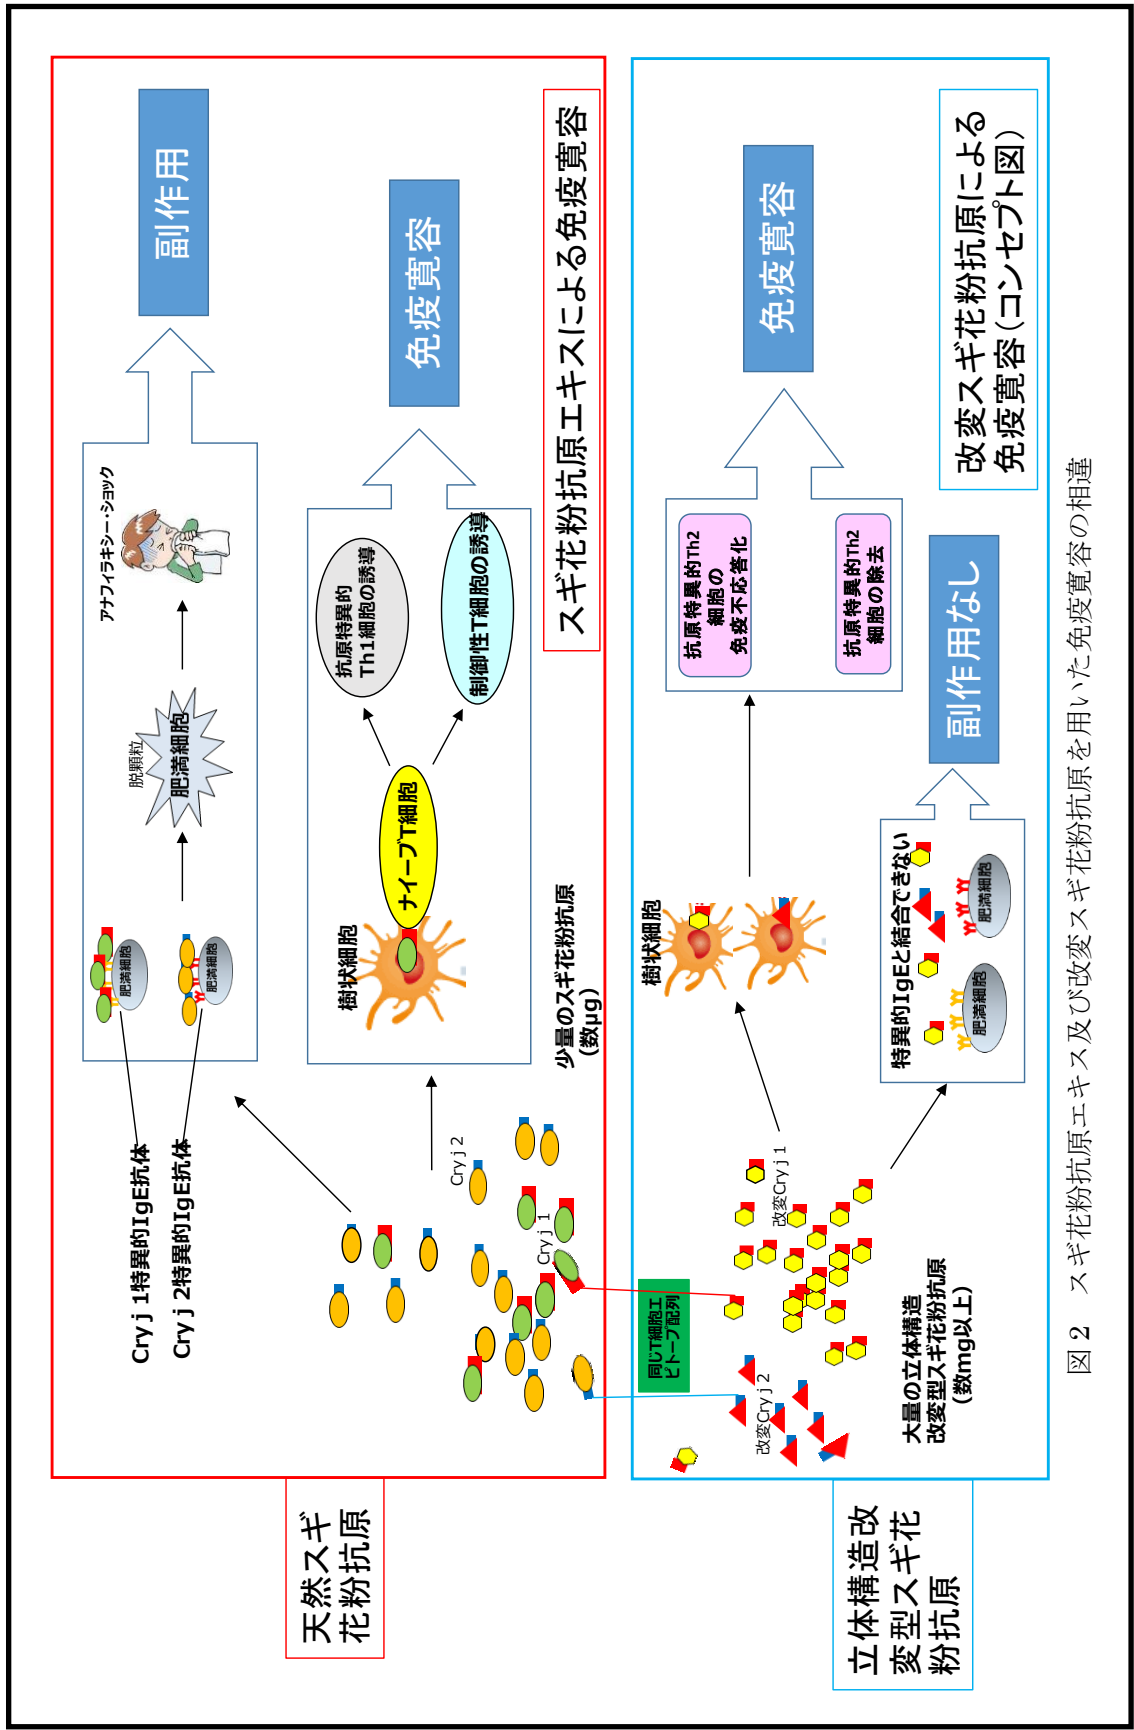 天然スギ
花粉抗原
Cryj 1特異的IgE抗体
Cryj 2特異的IgE抗体
肥満細胞
肥満細胞
脱顆粒
肥満細胞
アナフィラキシー・ショック
副作用
Cryj 2
Cryj 1
樹状細胞
ナイーブT細胞
抗原特異的
Th1細胞の誘導
制御性T細胞の誘導
免疫寛容
少量のスギ花粉抗原
(数μg)
スギ花粉抗原エキスによる免疫寛容
同じT細胞エ
ピトープ配列
立体構造改
変型スギ花
粉抗原
改変Cryj 2
改変Cryj 1
大量の立体構造
改変型スギ花粉抗原
(数mg以上)
樹状細胞
抗原特異的Th2
細胞の
免疫不応答化
抗原特異的Th2
細胞の除去
免疫寛容
特異的IgEと結合できない
肥満細胞
肥満細胞
副作用なし
改変スギ花粉抗原による
免疫寛容(コンセプト図)
図2 スギ花粉抗原エキス及び改変スギ花粉抗原を用いた免疫寛容の相違